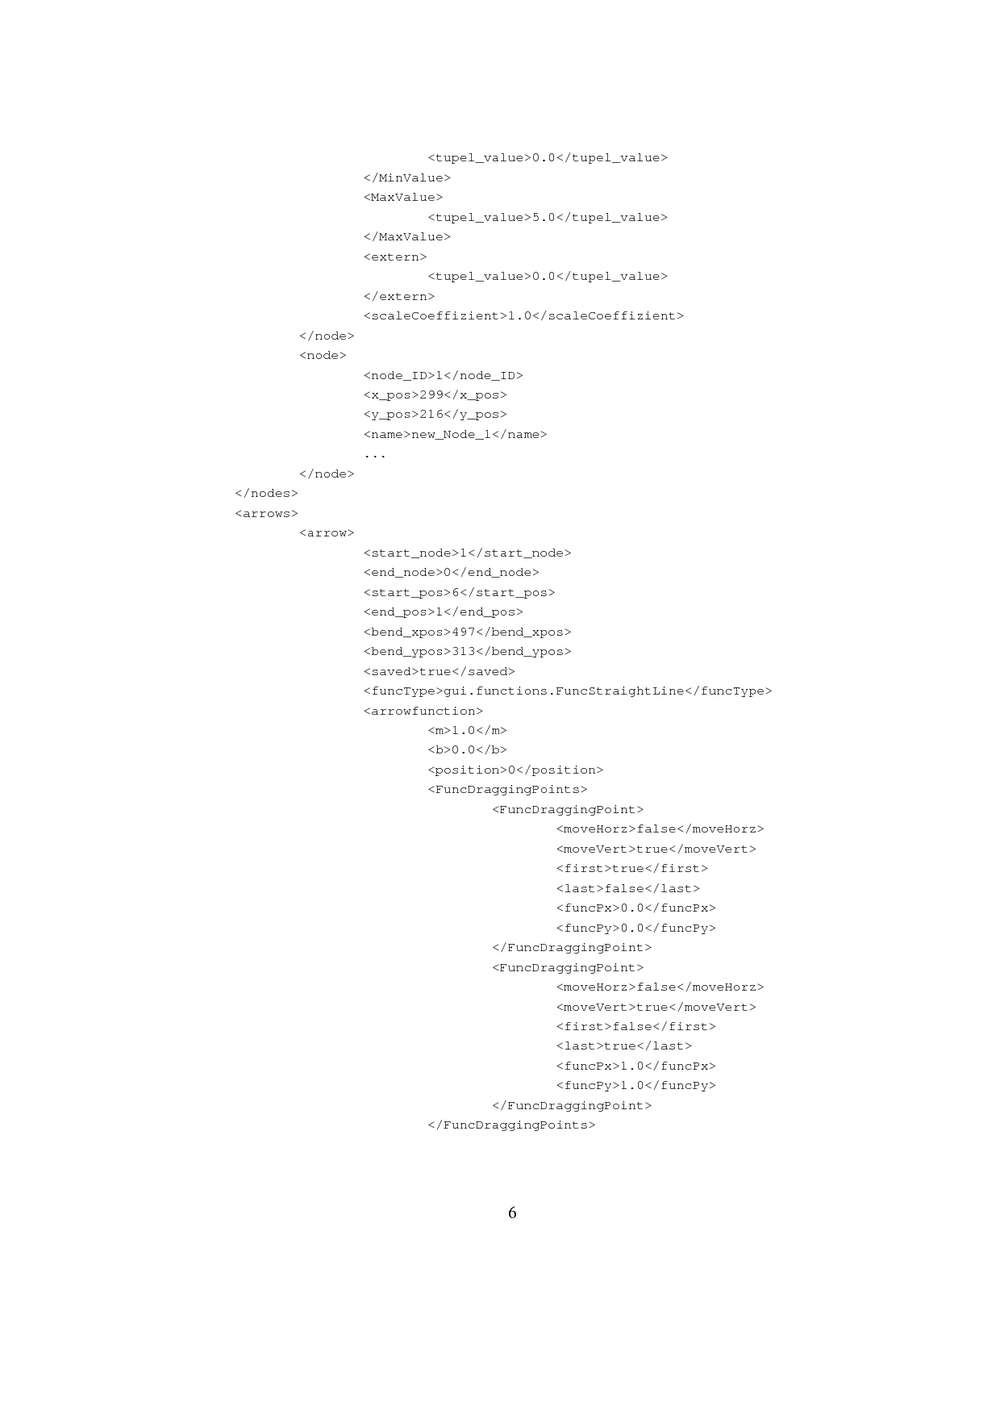 <tupel_value>0.0</tupel_value>
</MinValue>
<MaxValue>
<tupel_value>5.0</tupel_value>
</MaxValue>
<extern>
<tupel_value>0.0</tupel_value>
</extern>
<scaleCoeffizient>1.0</scaleCoeffizient>
</node>
<node>
<node_ID>1</node_ID>
<x_pos>299</x_pos>
<y_pos>216</y_pos>
<name>new_Node_1</name>
...
</node>
</nodes>
<arrows>
<arrow>
<start_node>1</start_node>
<end_node>0</end_node>
<start_pos>6</start_pos>
<end_pos>1</end_pos>
<bend_xpos>497</bend_xpos>
<bend_ypos>313</bend_ypos>
<saved>true</saved>
<funcType>gui.functions.FuncStraightLine</funcType>
<arrowfunction>
<m>1.0</m>
<b>0.0</b>
<position>0</position>
<FuncDraggingPoints>
<FuncDraggingPoint>
<moveHorz>false</moveHorz>
<moveVert>true</moveVert>
<first>true</first>
<last>false</last>
<funcPx>0.0</funcPx>
<funcPy>0.0</funcPy>
</FuncDraggingPoint>
<FuncDraggingPoint>
<moveHorz>false</moveHorz>
<moveVert>true</moveVert>
<first>false</first>
<last>true</last>
<funcPx>1.0</funcPx>
<funcPy>1.0</funcPy>
</FuncDraggingPoint>
</FuncDraggingPoints>
6